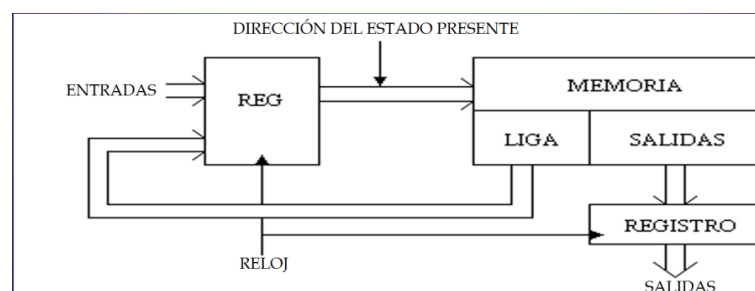 DIRECCIÓN DEL ESTADO PRESENTE
ENTRADAS
REG
MEMORIA
LIGA
SALIDAS
REGISTRO
RELOJ
SALIDAS